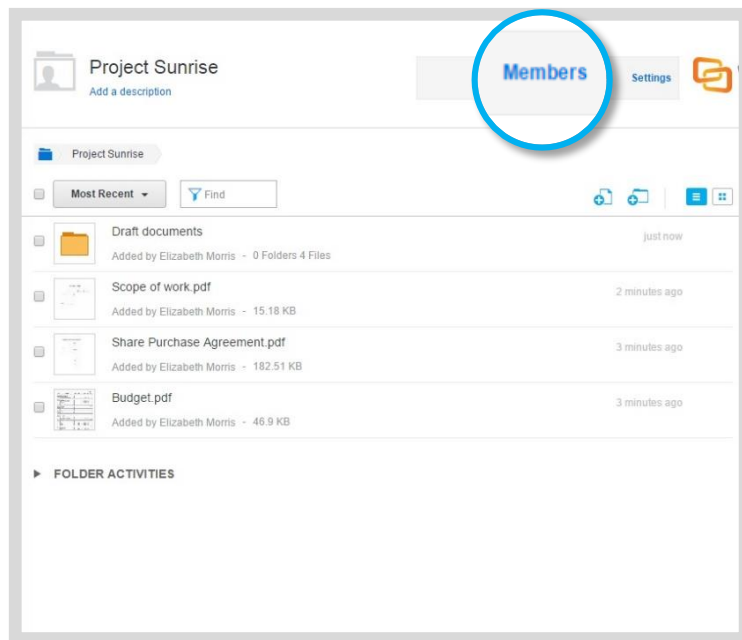 Project Sunrise
Add a description
Members
Settings
Project Sunrise
Most Recent
Find
Draft documents
just now
Added by Elizabeth Morris - 0 Folders 4 Files
Scope of work.pdf
2 minutes ago
Added by Elizabeth Morris - 15.18 KB
Share Purchase Agreement.pdf
3 minutes ago
Added by Elizabeth Morris - 182.51 KB
Budget.pdf
3 minutes ago
Added by Elizabeth Morris - 46.9 KB
FOLDER ACTIVITIES